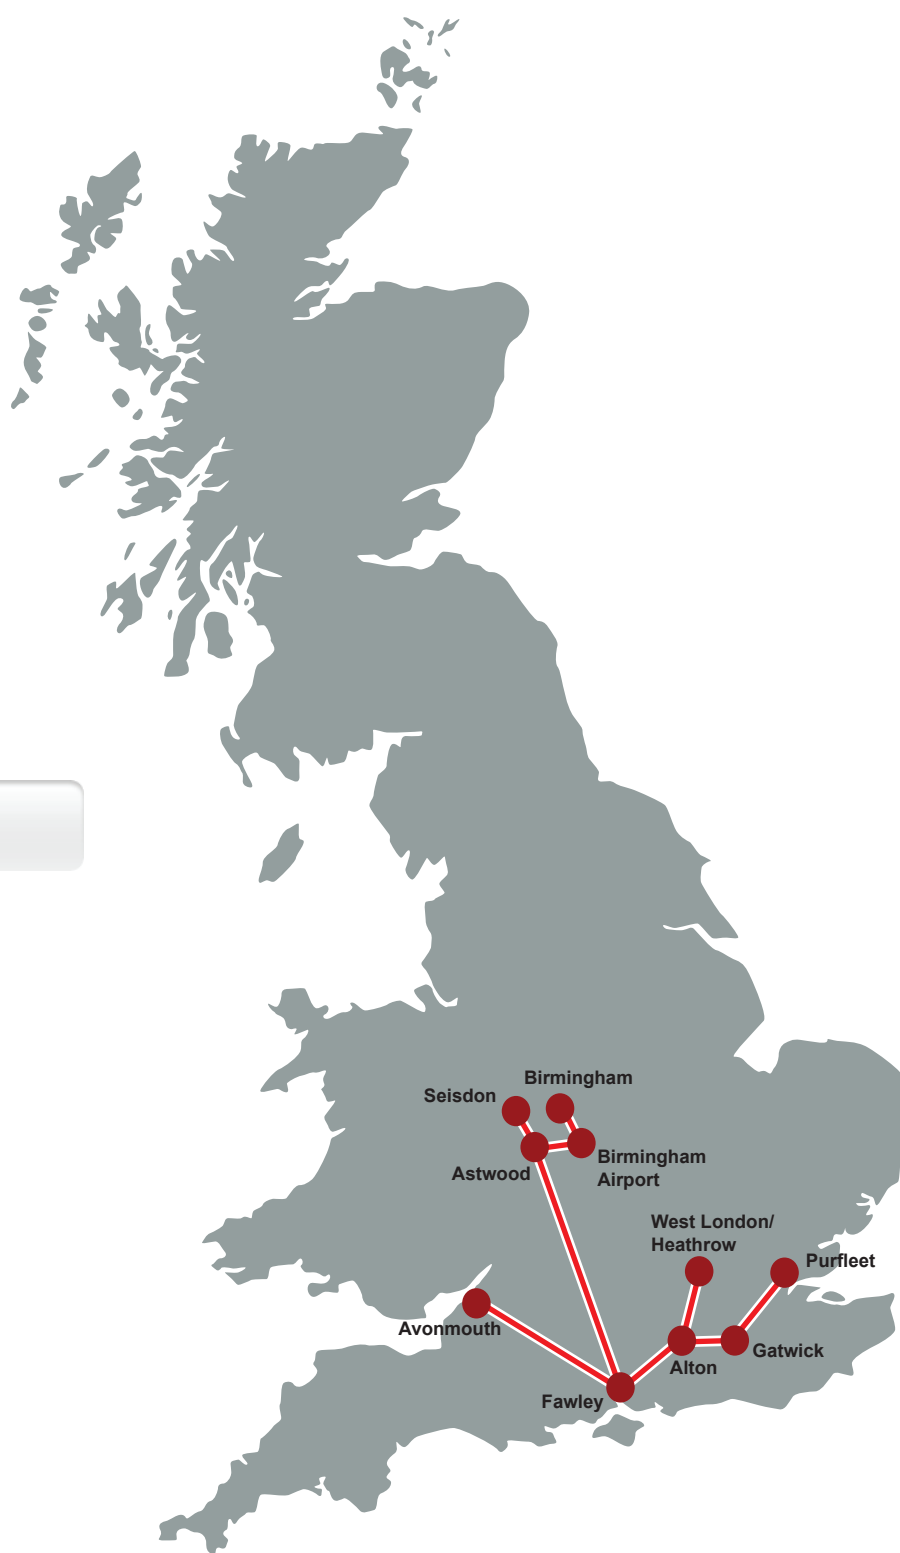 Birmingham
Seisdon
Birmingham
Airport
Astwood
West London/
Heathrow
Purfleet
Avonmouth
Gatwick
Alton
Fawley